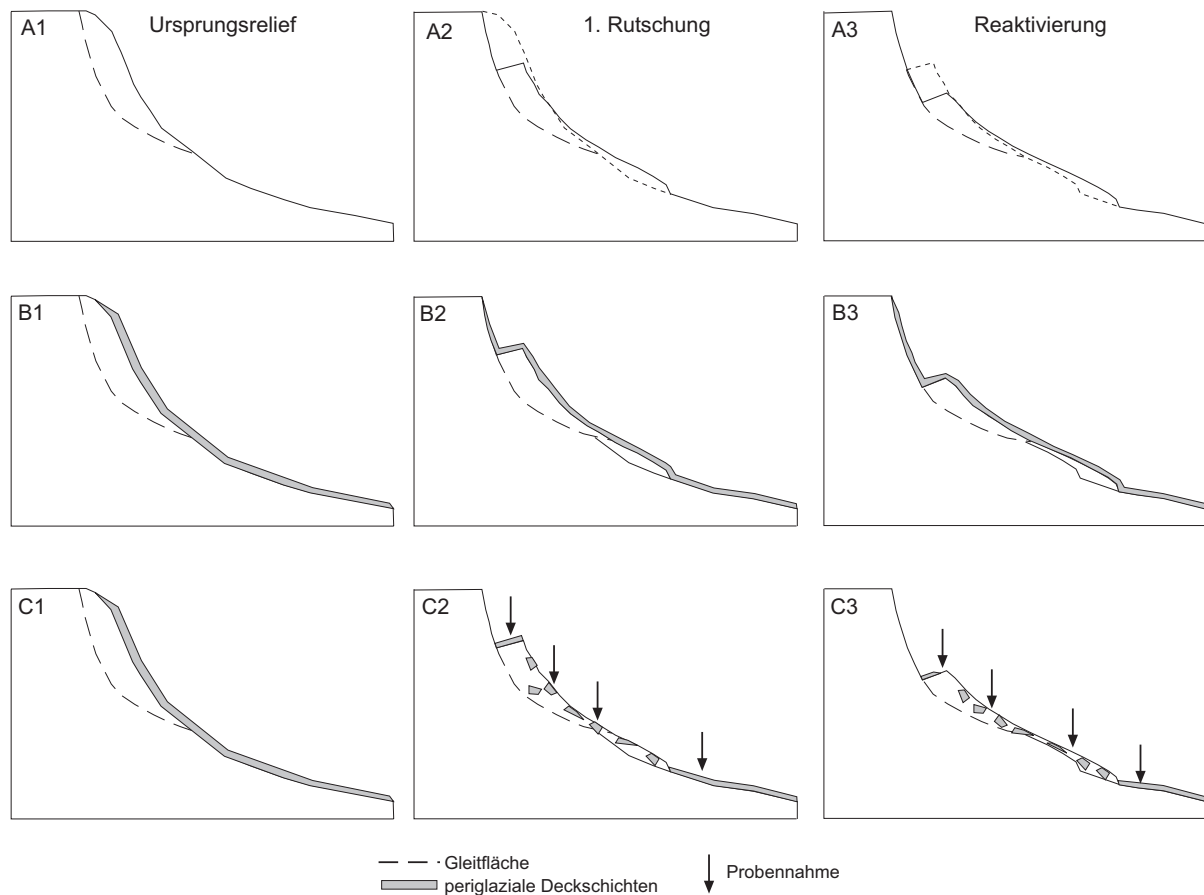 A1 Ursprungsrelief
A2 1. Rutschung
A3 Reaktivierung
B1
B2
B3
C1
C2
C3
Gleitfläche
periglaziale Deckschichten
Probennahme